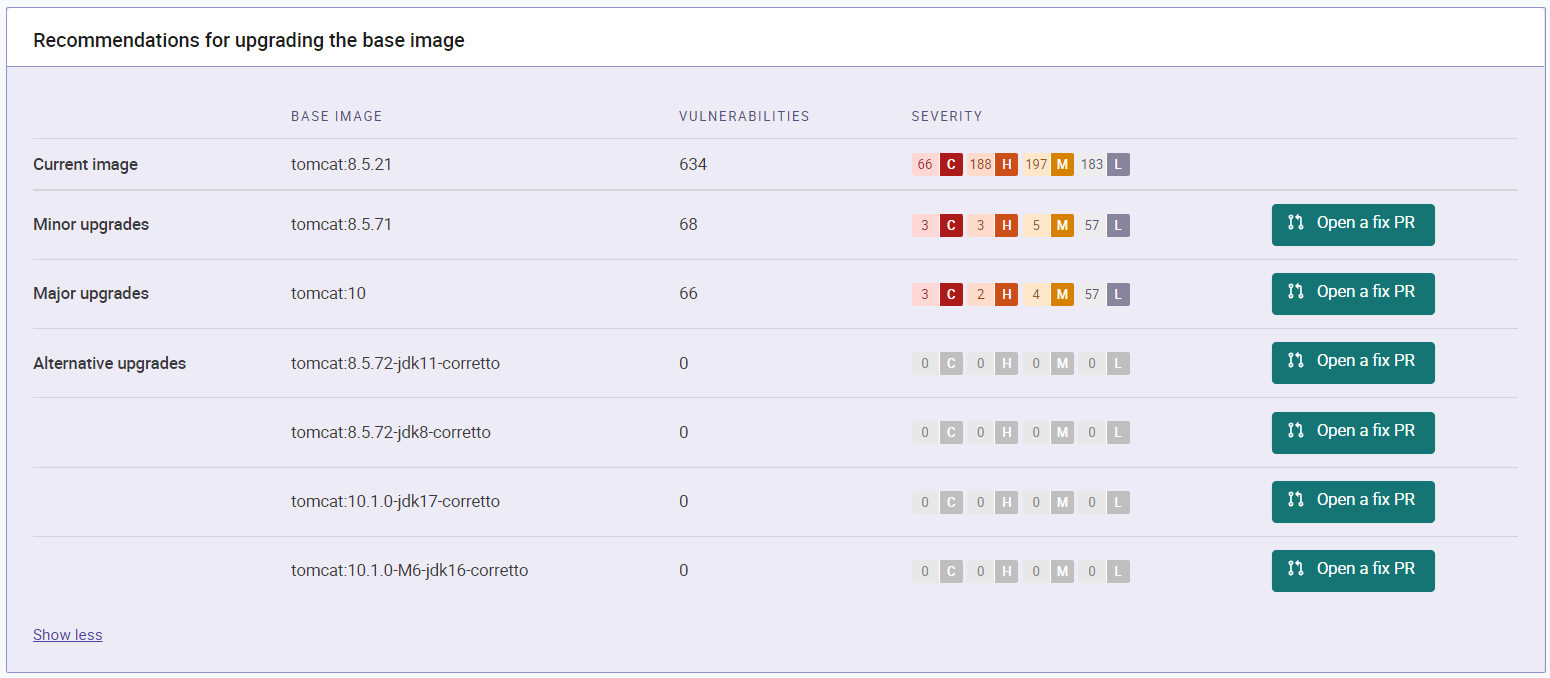 Recommendations for upgrading the base image
BASE IMAGE VULNERABILITIES SEVERITY
Current image tomcat:8.5.21 634 66 C 188 H 197 M 183 L
Minor upgrades tomcat:8.5.71 68 3 C 3 H 5 M 57 L Open a fix PR
Major upgrades tomcat:10 66 3 C 2 H 4 M 57 L Open a fix PR
Alternative upgrades tomcat:8.5.72-jdk11-corretto 0 0 C 0 H 0 M 0 L Open a fix PR
tomcat:8.5.72-jdk8-corretto 0 0 C 0 H 0 M 0 L Open a fix PR
tomcat:10.1.0-jdk17-corretto 0 0 C 0 H 0 M 0 L Open a fix PR
tomcat:10.1.0-M6-jdk16-corretto 0 0 C 0 H 0 M 0 L Open a fix PR
Show less